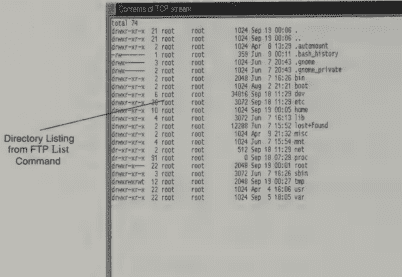 Contents of TCP stream
total 74
drwxr-xr-x 21 root root 1024 Sep 19 00:06 .
drwxr-xr-x 21 root root 1024 Sep 19 00:06 ..
drwxr-xr-x 2 root root 1024 Apr 8 13:29 .automount
-rw------- 1 root root 359 Jun 9 00:11 .bash_history
drwx------ 3 root root 1024 Jun 7 20:43 .gnome
drwx------ 2 root root 1024 Jun 7 20:43 .gnome_private
drwxr-xr-x 2 root root 2048 Jun 7 16:26 bin
drwxr-xr-x 2 root root 1024 Aug 2 21:21 boot
drwxr-xr-x 6 root root 34816 Sep 18 11:29 dev
drwxr-xr-x root root 3072 Sep 18 11:29 etc
drwxr-xr-x root root 1024 Sep 19 00:05 home
drwxr-xr-x 4 root root 3072 Jun 7 16:13 lib
drwxr-xr-x 2 root root 12288 Jun 7 15:52 lost+found
drwxr-xr-x 2 root root 1024 Apr 9 21:32 misc
drwxr-xr-x 4 root root 1024 Jun 7 15:54 mnt
drwxr-xr-x 2 root root 512 Sep 18 11:29 net
dr-xr-xr-x 91 root root 0 Sep 18 07:28 proc
drwxr-x--- 22 root root 2048 Sep 19 00:01 root
drwxr-xr-x 3 root root 3072 Jun 7 16:26 sbin
drwxrwxrwt 12 root root 2048 Sep 19 00:27 tmp
drwxr-xr-x 22 root root 1024 Apr 4 16:06 usr
drwxr-xr-x 22 root root 1024 Sep 5 18:05 var
Directory Listing
from FTP List
Command